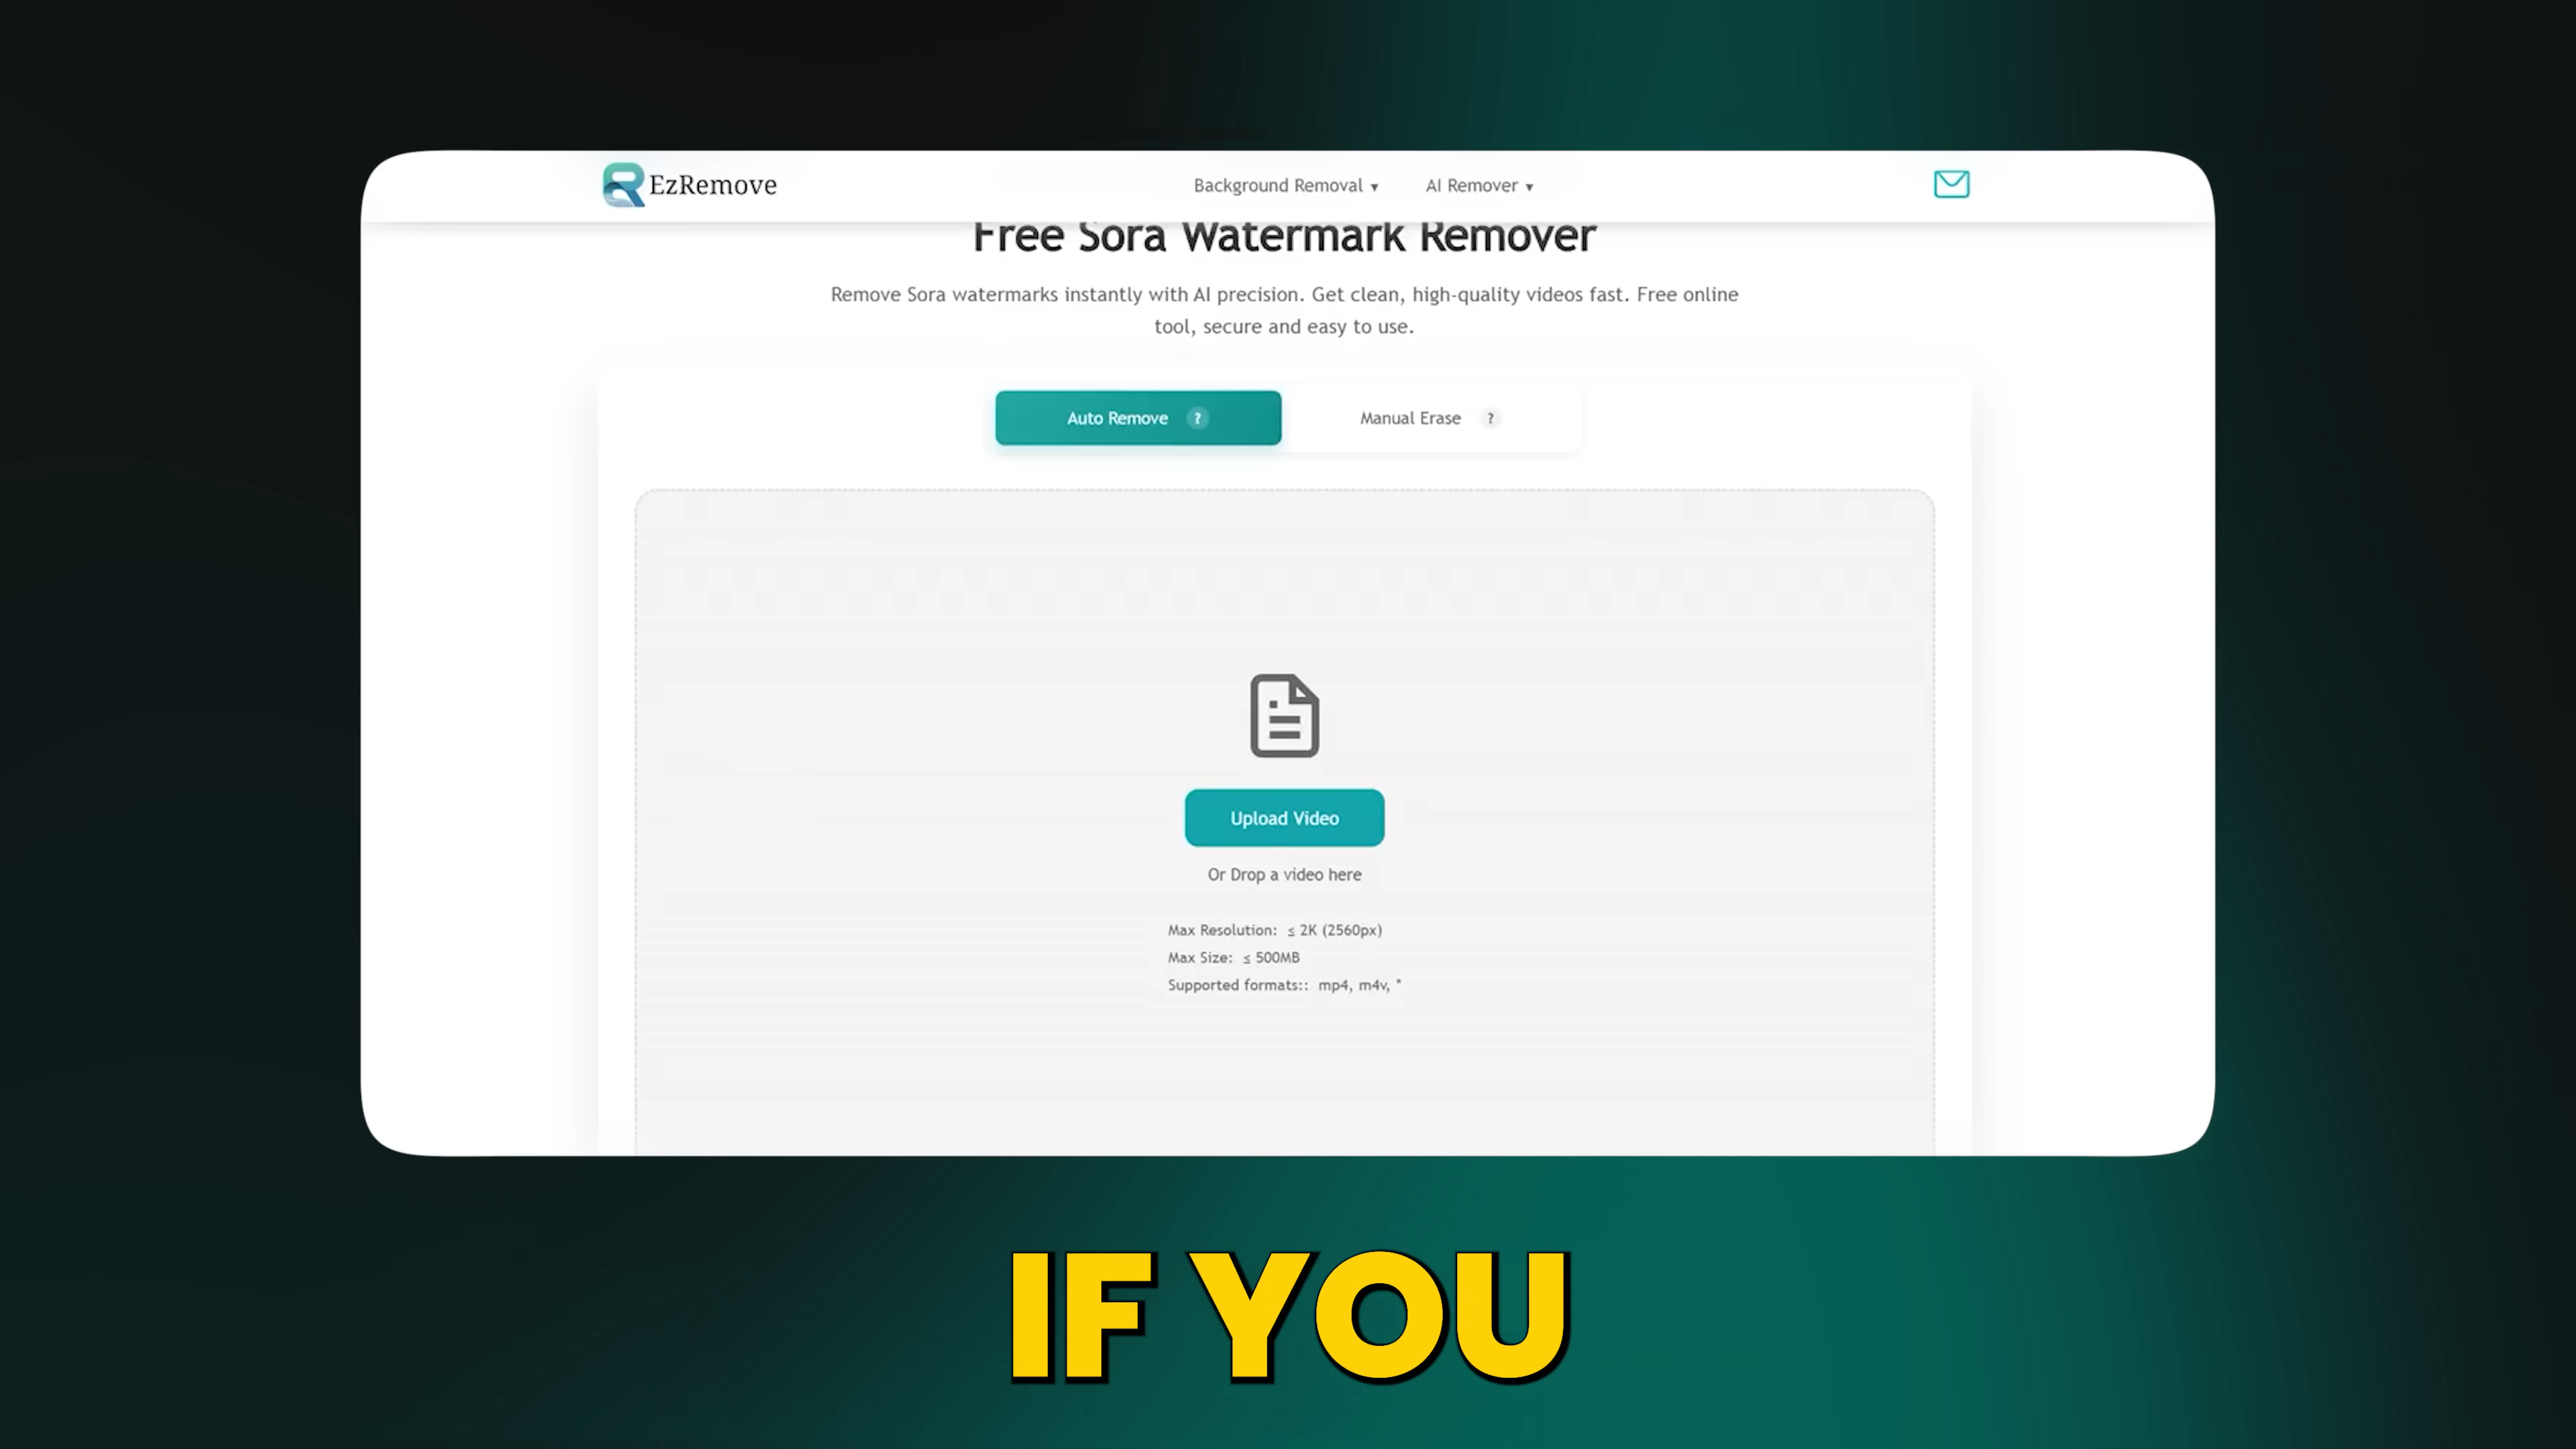 EzRemove
Background Removal ▾
AI Remover ▾
Free Sora Watermark Remover
Remove Sora watermarks instantly with AI precision. Get clean, high-quality videos fast. Free online
tool, secure and easy to use.
Auto Remove ?
Manual Erase ?
Upload Video
Or Drop a video here
Max Resolution: ≤ 2K (2560px)
Max Size: ≤ 500MB
Supported formats:: mp4, m4v, *
IF YOU